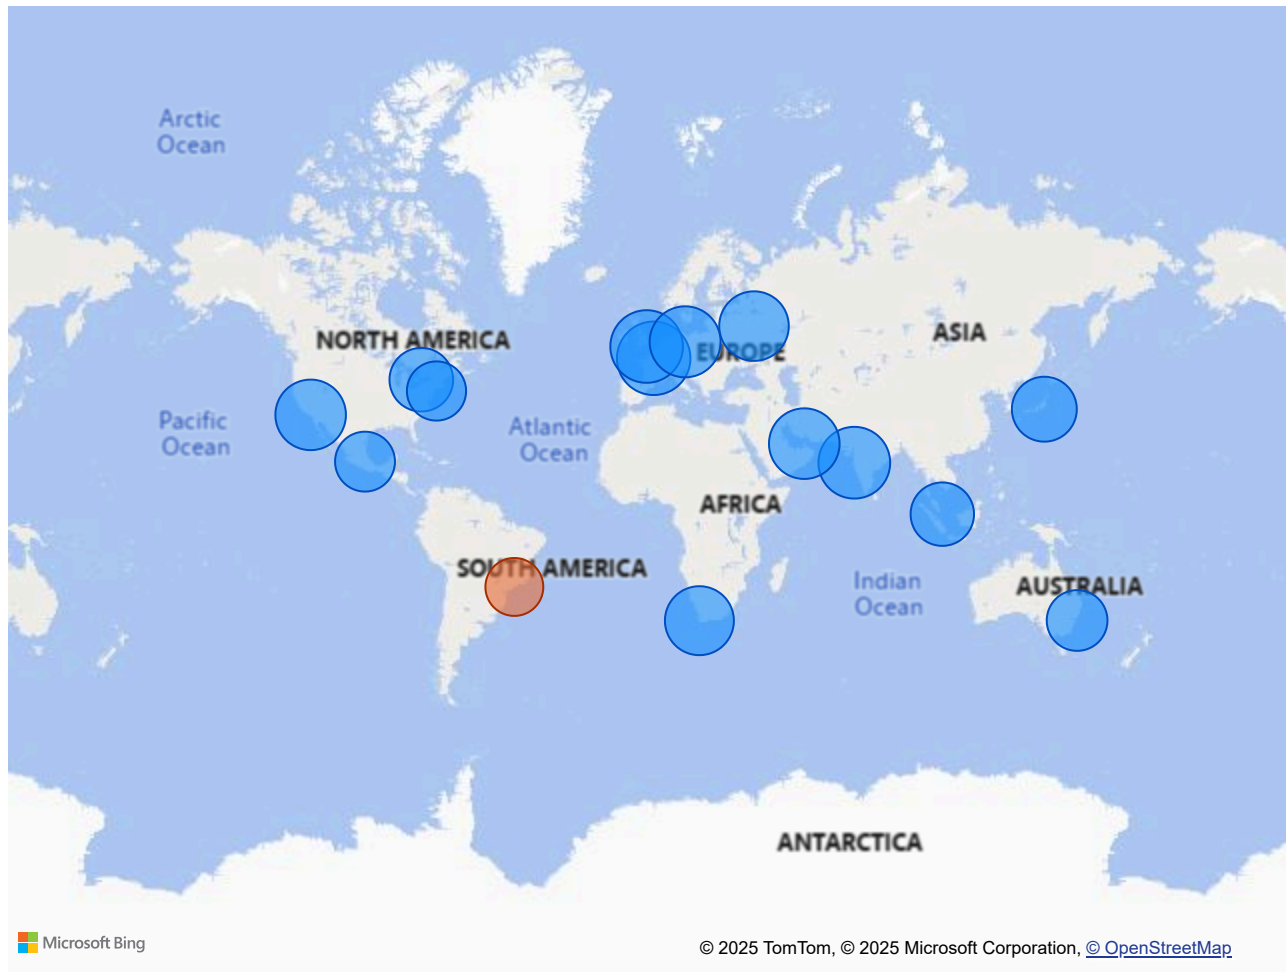 Arctic
Ocean
NORTH AMERICA
ASIA
EUROPE
Pacific
Ocean
Atlantic
Ocean
AFRICA
SOUTH AMERICA
Indian
Ocean
AUSTRALIA
ANTARCTICA
Microsoft Bing
© 2025 TomTom, © 2025 Microsoft Corporation, © OpenStreetMap